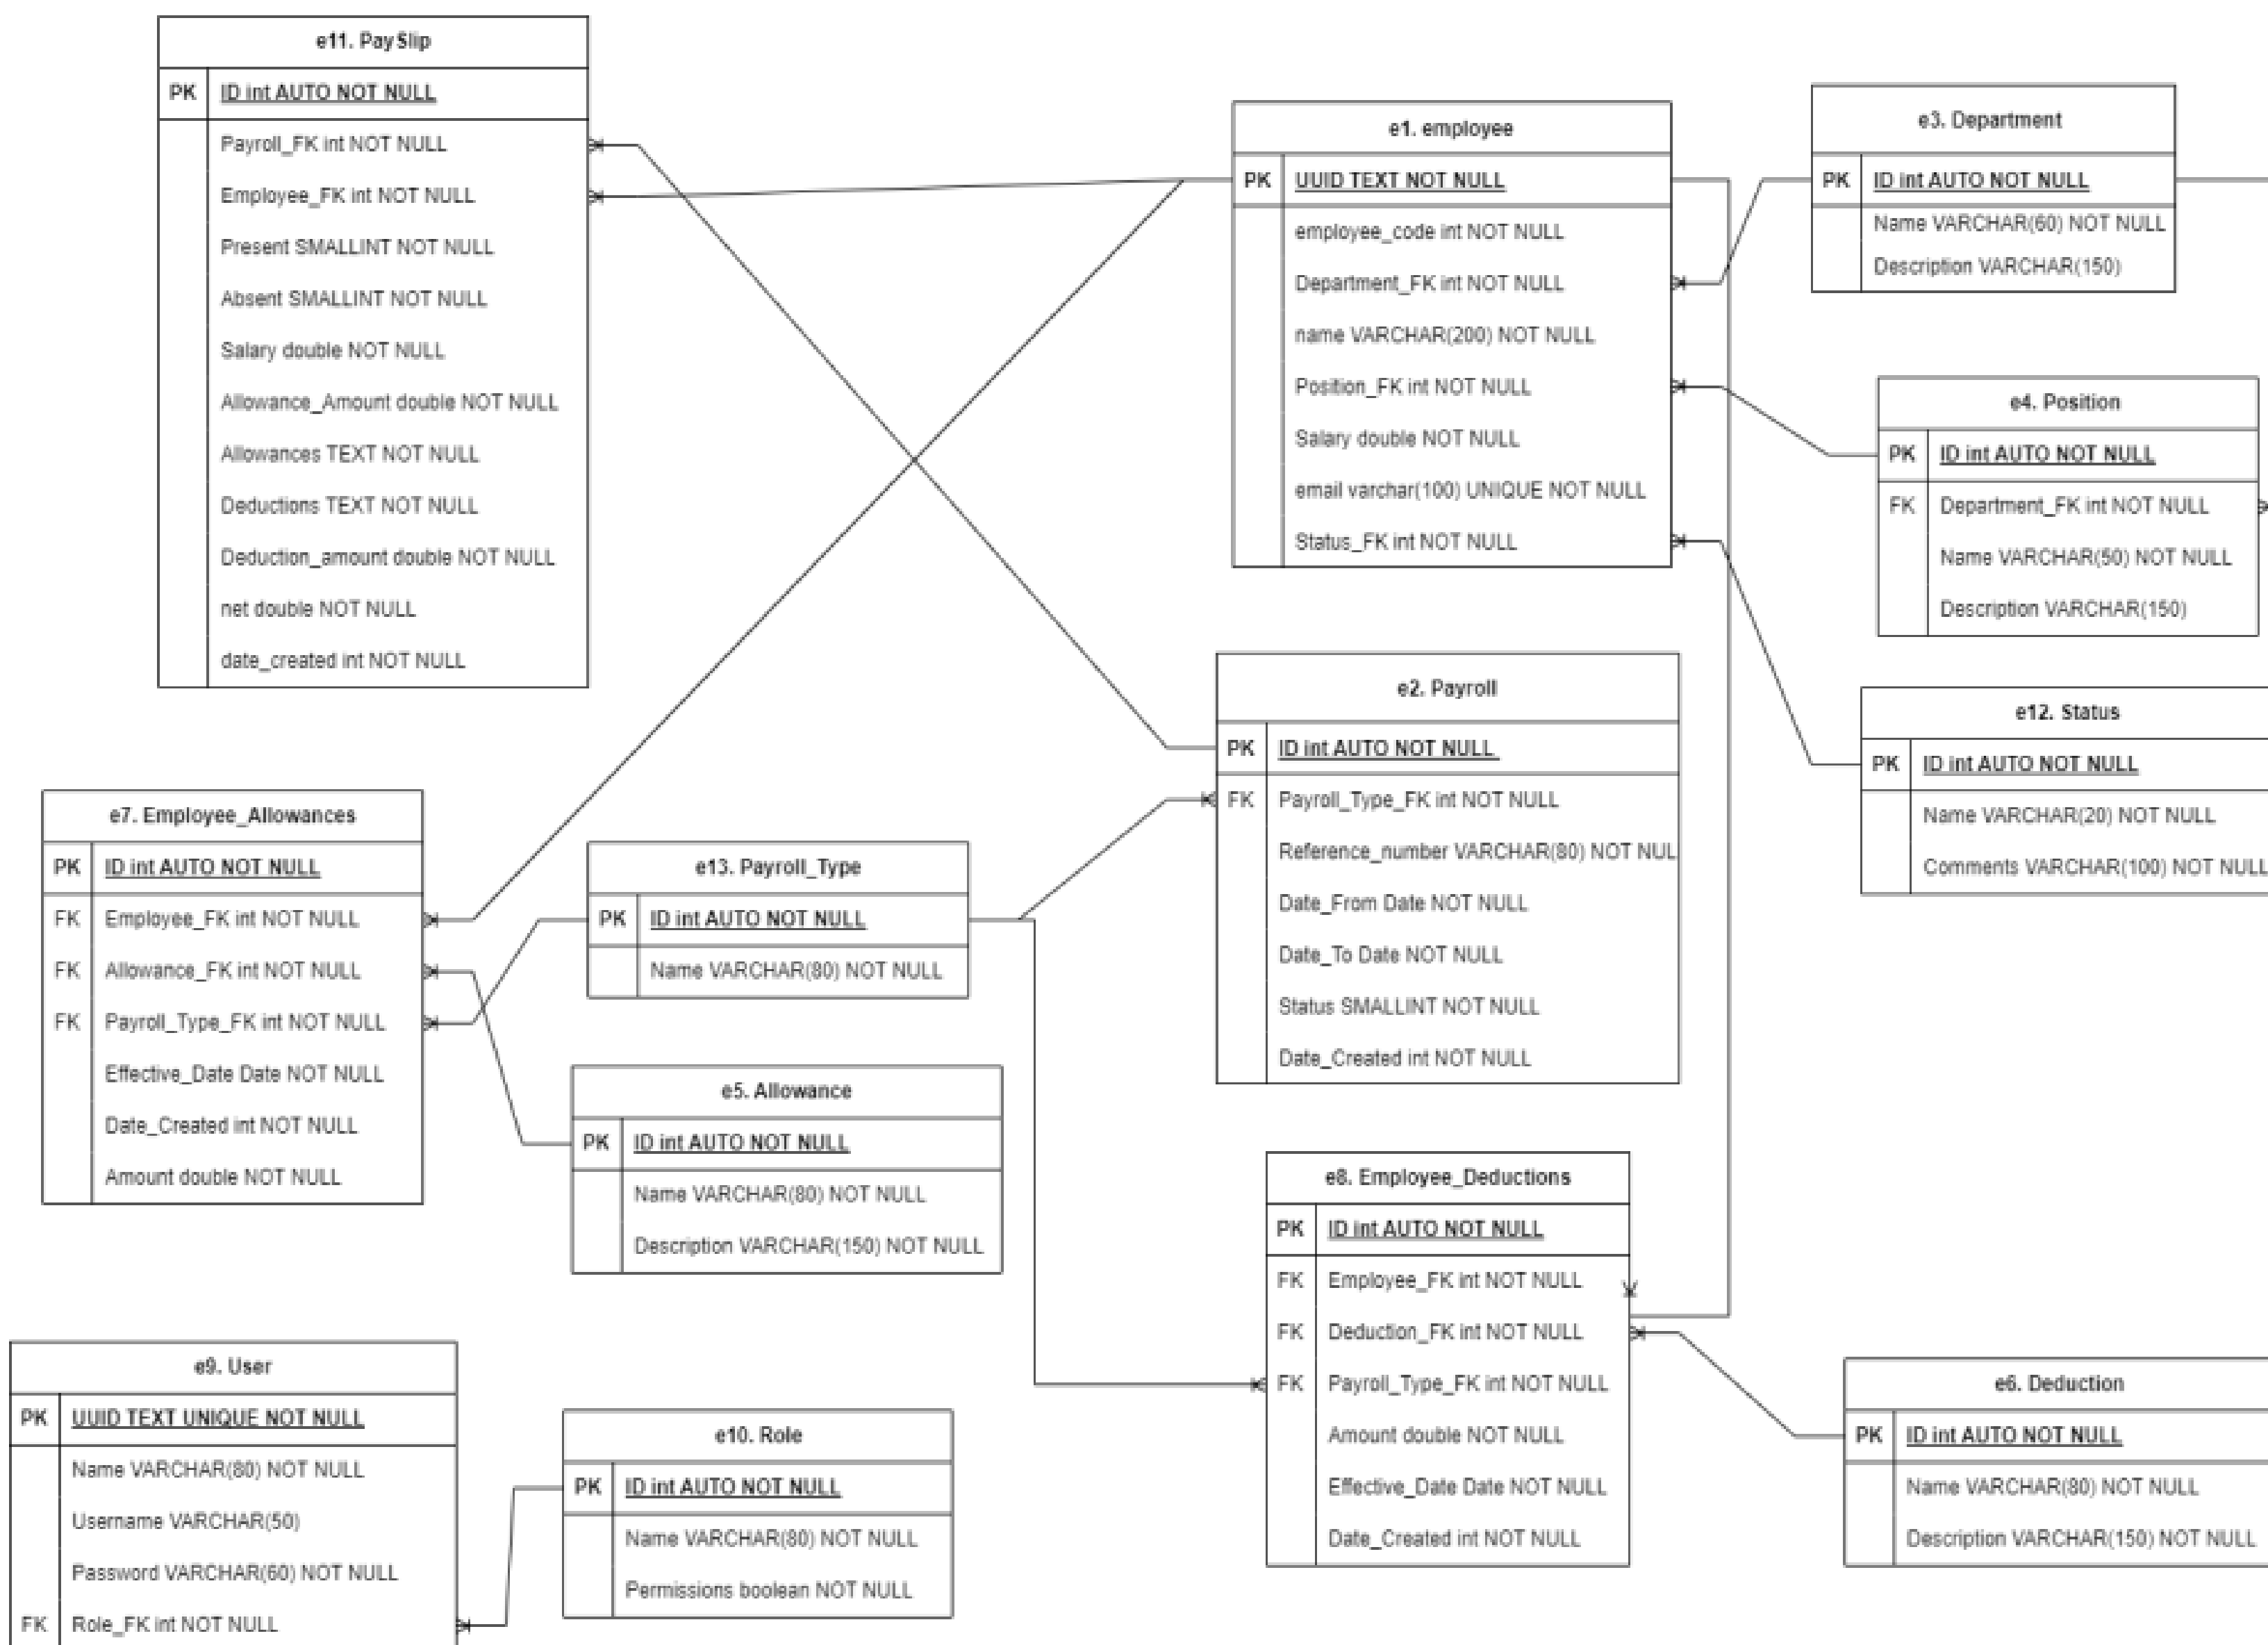 e11. PaySlip
PK ID int AUTO NOT NULL
Payroll_FK int NOT NULL
Employee_FK int NOT NULL
Present SMALLINT NOT NULL
Absent SMALLINT NOT NULL
Salary double NOT NULL
Allowance_Amount double NOT NULL
Allowances TEXT NOT NULL
Deductions TEXT NOT NULL
Deduction_amount double NOT NULL
net double NOT NULL
date_created int NOT NULL
e1. employee
PK UUID TEXT NOT NULL
employee_code int NOT NULL
Department_FK int NOT NULL
name VARCHAR(200) NOT NULL
Position_FK int NOT NULL
Salary double NOT NULL
email varchar(100) UNIQUE NOT NULL
Status_FK int NOT NULL
e3. Department
PK ID int AUTO NOT NULL
Name VARCHAR(60) NOT NULL
Description VARCHAR(150)
e4. Position
PK ID int AUTO NOT NULL
FK Department_FK int NOT NULL
Name VARCHAR(50) NOT NULL
Description VARCHAR(150)
e2. Payroll
PK ID int AUTO NOT NULL
FK Payroll_Type_FK int NOT NULL
Reference_number VARCHAR(80) NOT NUL
Date_From Date NOT NULL
Date_To Date NOT NULL
Status SMALLINT NOT NULL
Date_Created int NOT NULL
e12. Status
PK ID int AUTO NOT NULL
Name VARCHAR(20) NOT NULL
Comments VARCHAR(100) NOT NULL
e7. Employee_Allowances
PK ID int AUTO NOT NULL
FK Employee_FK int NOT NULL
FK Allowance_FK int NOT NULL
FK Payroll_Type_FK int NOT NULL
Effective_Date Date NOT NULL
Date_Created int NOT NULL
Amount double NOT NULL
e13. Payroll_Type
PK ID int AUTO NOT NULL
Name VARCHAR(80) NOT NULL
e5. Allowance
PK ID int AUTO NOT NULL
Name VARCHAR(80) NOT NULL
Description VARCHAR(150) NOT NULL
e8. Employee_Deductions
PK ID int AUTO NOT NULL
FK Employee_FK int NOT NULL
FK Deduction_FK int NOT NULL
FK Payroll_Type_FK int NOT NULL
Amount double NOT NULL
Effective_Date Date NOT NULL
Date_Created int NOT NULL
e9. User
PK UUID TEXT UNIQUE NOT NULL
Name VARCHAR(80) NOT NULL
Username VARCHAR(50)
Password VARCHAR(60) NOT NULL
FK Role_FK int NOT NULL
e10. Role
PK ID int AUTO NOT NULL
Name VARCHAR(80) NOT NULL
Permissions boolean NOT NULL
e6. Deduction
PK ID int AUTO NOT NULL
Name VARCHAR(80) NOT NULL
Description VARCHAR(150) NOT NULL